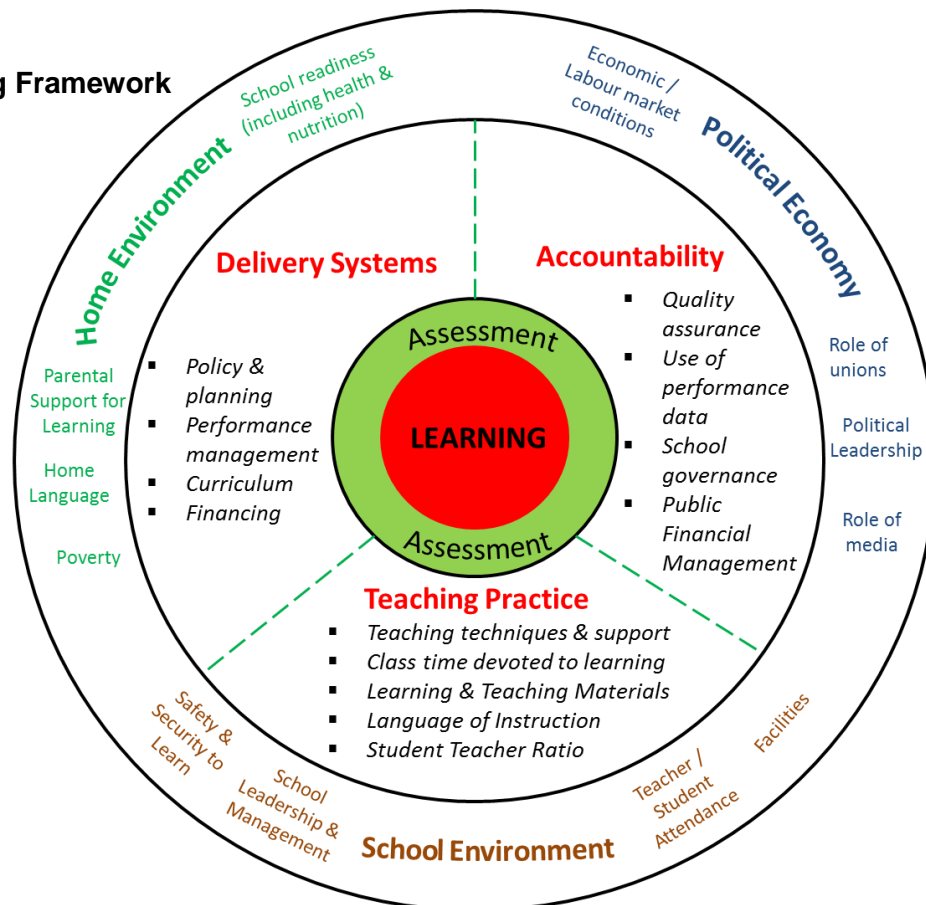 g Framework
School readiness
(including health &
nutrition)
Home Environment
Parental
Support for
Learning
Home
Language
Poverty
Economic /
Labour market
conditions
Political Economy
Role of
unions
Political
Leadership
Role of
media
Delivery Systems
▪ Policy &
planning
▪ Performance
management
▪ Curriculum
▪ Financing
Accountability
▪ Quality
assurance
▪ Use of
performance
data
▪ School
governance
▪ Public
Financial
Management
Assessment
LEARNING
Assessment
Teaching Practice
▪ Teaching techniques & support
▪ Class time devoted to learning
▪ Learning & Teaching Materials
▪ Language of Instruction
▪ Student Teacher Ratio
Safety &
Security to
Learn
School
Leadership &
Management
School Environment
Teacher /
Student
Attendance
Facilities